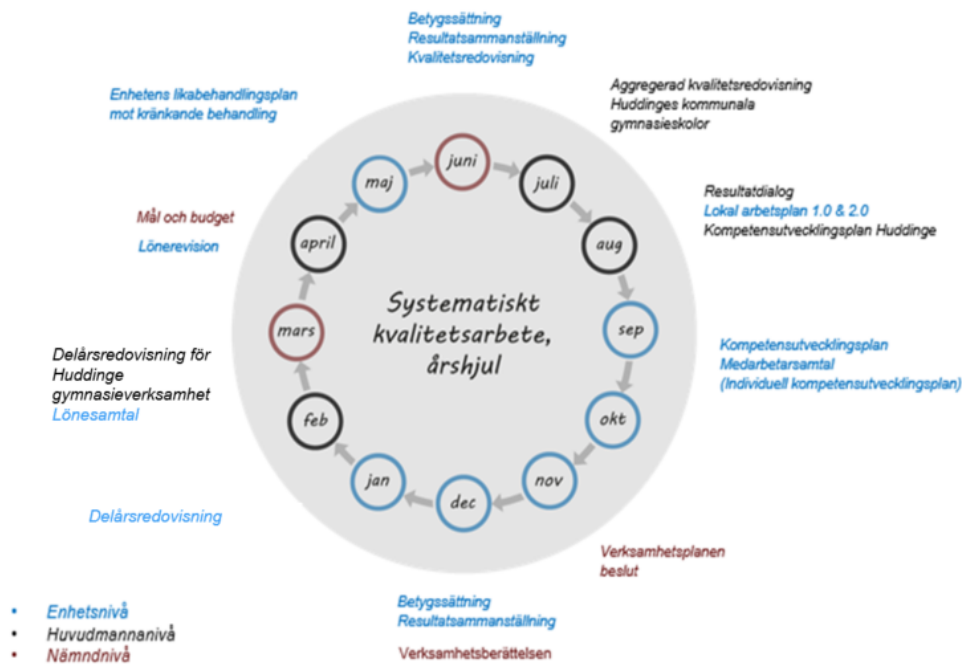 Betygssättning
Resultatsammanställning
Kvalitetsredovisning
Enhetens likabehandlingsplan
mot kränkande behandling
Aggregerad kvalitetsredovisning
Huddinges kommunala
gymnasieskolor
juni
maj
juli
Resultatdialog
Lokal arbetsplan 1.0 & 2.0
Kompetensutvecklingsplan Huddinge
Mål och budget
Lönerevision
april
aug
Systematiskt
kvalitetsarbete,
årshjul
mars
sep
Kompetensutvecklingsplan
Medarbetarsamtal
(Individuell kompetensutvecklingsplan)
Delårsredovisning för
Huddinge
gymnasieverksamhet
Lönesamtal
feb
okt
jan
nov
dec
Delårsredovisning
Verksamhetsplanen
beslut
Betygssättning
Resultatsammanställning
Verksamhetsberättelsen
• Enhetsnivå
• Huvudmannanivå
• Nämndnivå